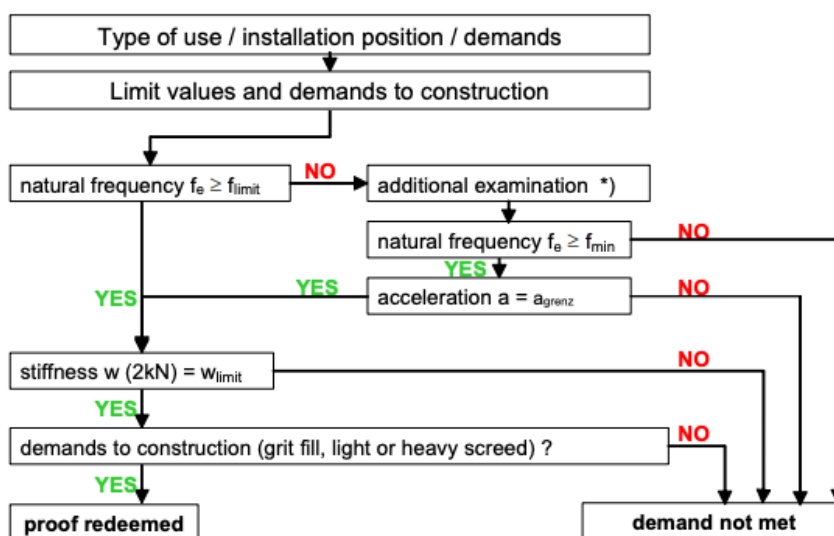 Type of use / installation position / demands
Limit values and demands to construction
natural frequency fe ≥ flimit
NO
additional examination *)
natural frequency fe ≥ fmin
NO
YES
YES
YES
acceleration a = agrenz
NO
stiffness w (2kN) = wlimit
NO
YES
demands to construction (grit fill, light or heavy screed) ?
NO
YES
proof redeemed
demand not met